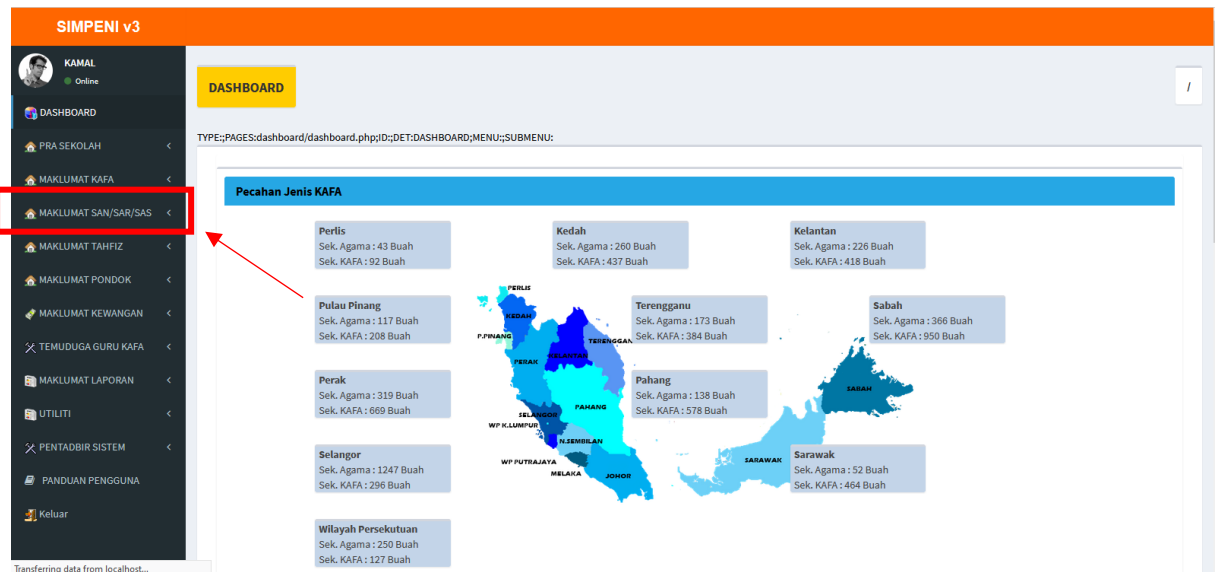 SIMPENI v3
KAMAL
Online
DASHBOARD
PRA SEKOLAH
MAKLUMAT KAFA
MAKLUMAT SAN/SAR/SAS
MAKLUMAT TAHFIZ
MAKLUMAT PONDOK
MAKLUMAT KEWANGAN
TEMUDUGA GURU KAFA
MAKLUMAT LAPORAN
UTILITI
PENTADBIR SISTEM
PANDUAN PENGGUNA
Keluar
Transferring data from localhost...
DASHBOARD
/
TYPE:;PAGES:dashboard/dashboard.php;ID:;DET:DASHBOARD;MENU:;SUBMENU:
Pecahan Jenis KAFA
Perlis
Sek. Agama : 43 Buah
Sek. KAFA : 92 Buah
Kedah
Sek. Agama : 260 Buah
Sek. KAFA : 437 Buah
Kelantan
Sek. Agama : 226 Buah
Sek. KAFA : 418 Buah
Pulau Pinang
Sek. Agama : 117 Buah
Sek. KAFA : 208 Buah
Terengganu
Sek. Agama : 173 Buah
Sek. KAFA : 384 Buah
Sabah
Sek. Agama : 366 Buah
Sek. KAFA : 950 Buah
Perak
Sek. Agama : 319 Buah
Sek. KAFA : 669 Buah
Pahang
Sek. Agama : 138 Buah
Sek. KAFA : 578 Buah
Selangor
Sek. Agama : 1247 Buah
Sek. KAFA : 296 Buah
Sarawak
Sek. Agama : 52 Buah
Sek. KAFA : 464 Buah
Wilayah Persekutuan
Sek. Agama : 250 Buah
Sek. KAFA : 127 Buah
PERLIS
KEDAH
P.PINANG
KELANTAN
TERENGGAN
PERAK
PAHANG
SELANGOR
WP K.LUMPUR
N.SEMBILAN
WP PUTRAJAYA
MELAKA
JOHOR
SABAH
SARAWAK